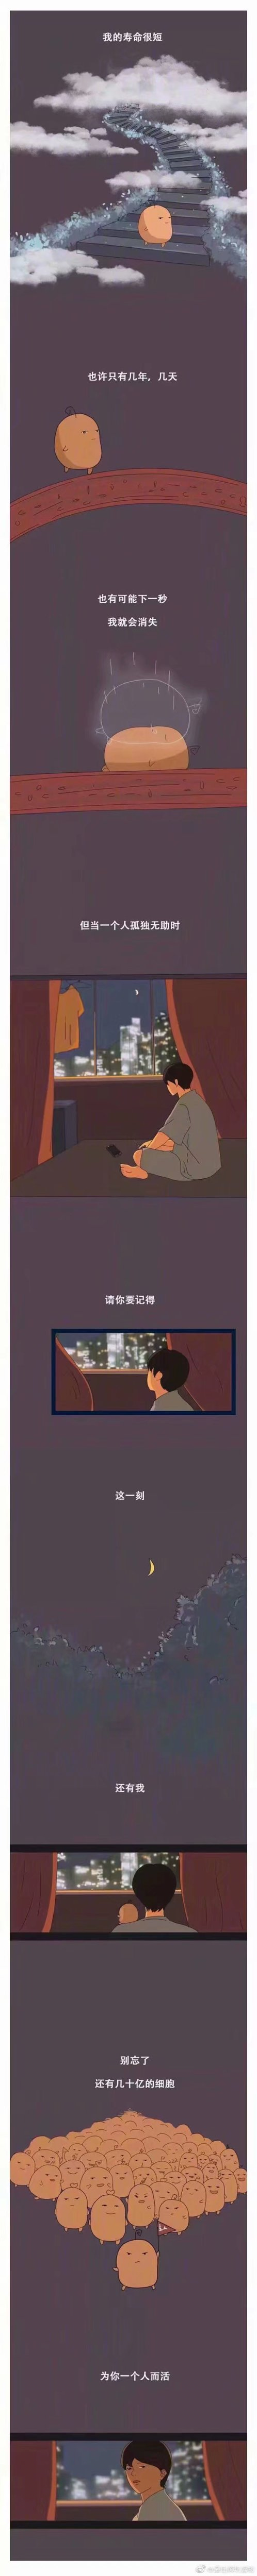 我的寿命很短
也许只有几年，几天
也有可能下一秒
我就会消失
但当一个人孤独无助时
请你要记得
这一刻
还有我
别忘了
还有几十亿的细胞
为你一个人而活